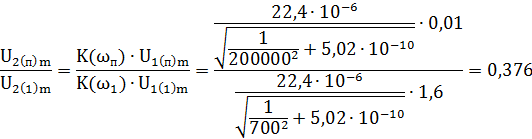 U₂₍ₙ₎ₘ / U₂₍₁₎ₘ = K(ωₙ) · U₁₍ₙ₎ₘ / K(ω₁) · U₁₍₁₎ₘ = (22,4 · 10⁻⁶ / √(1 / 200000² + 5,02 · 10⁻¹⁰) · 0,01) / (22,4 · 10⁻⁶ / √(1 / 700² + 5,02 · 10⁻¹⁰) · 1,6) = 0,376